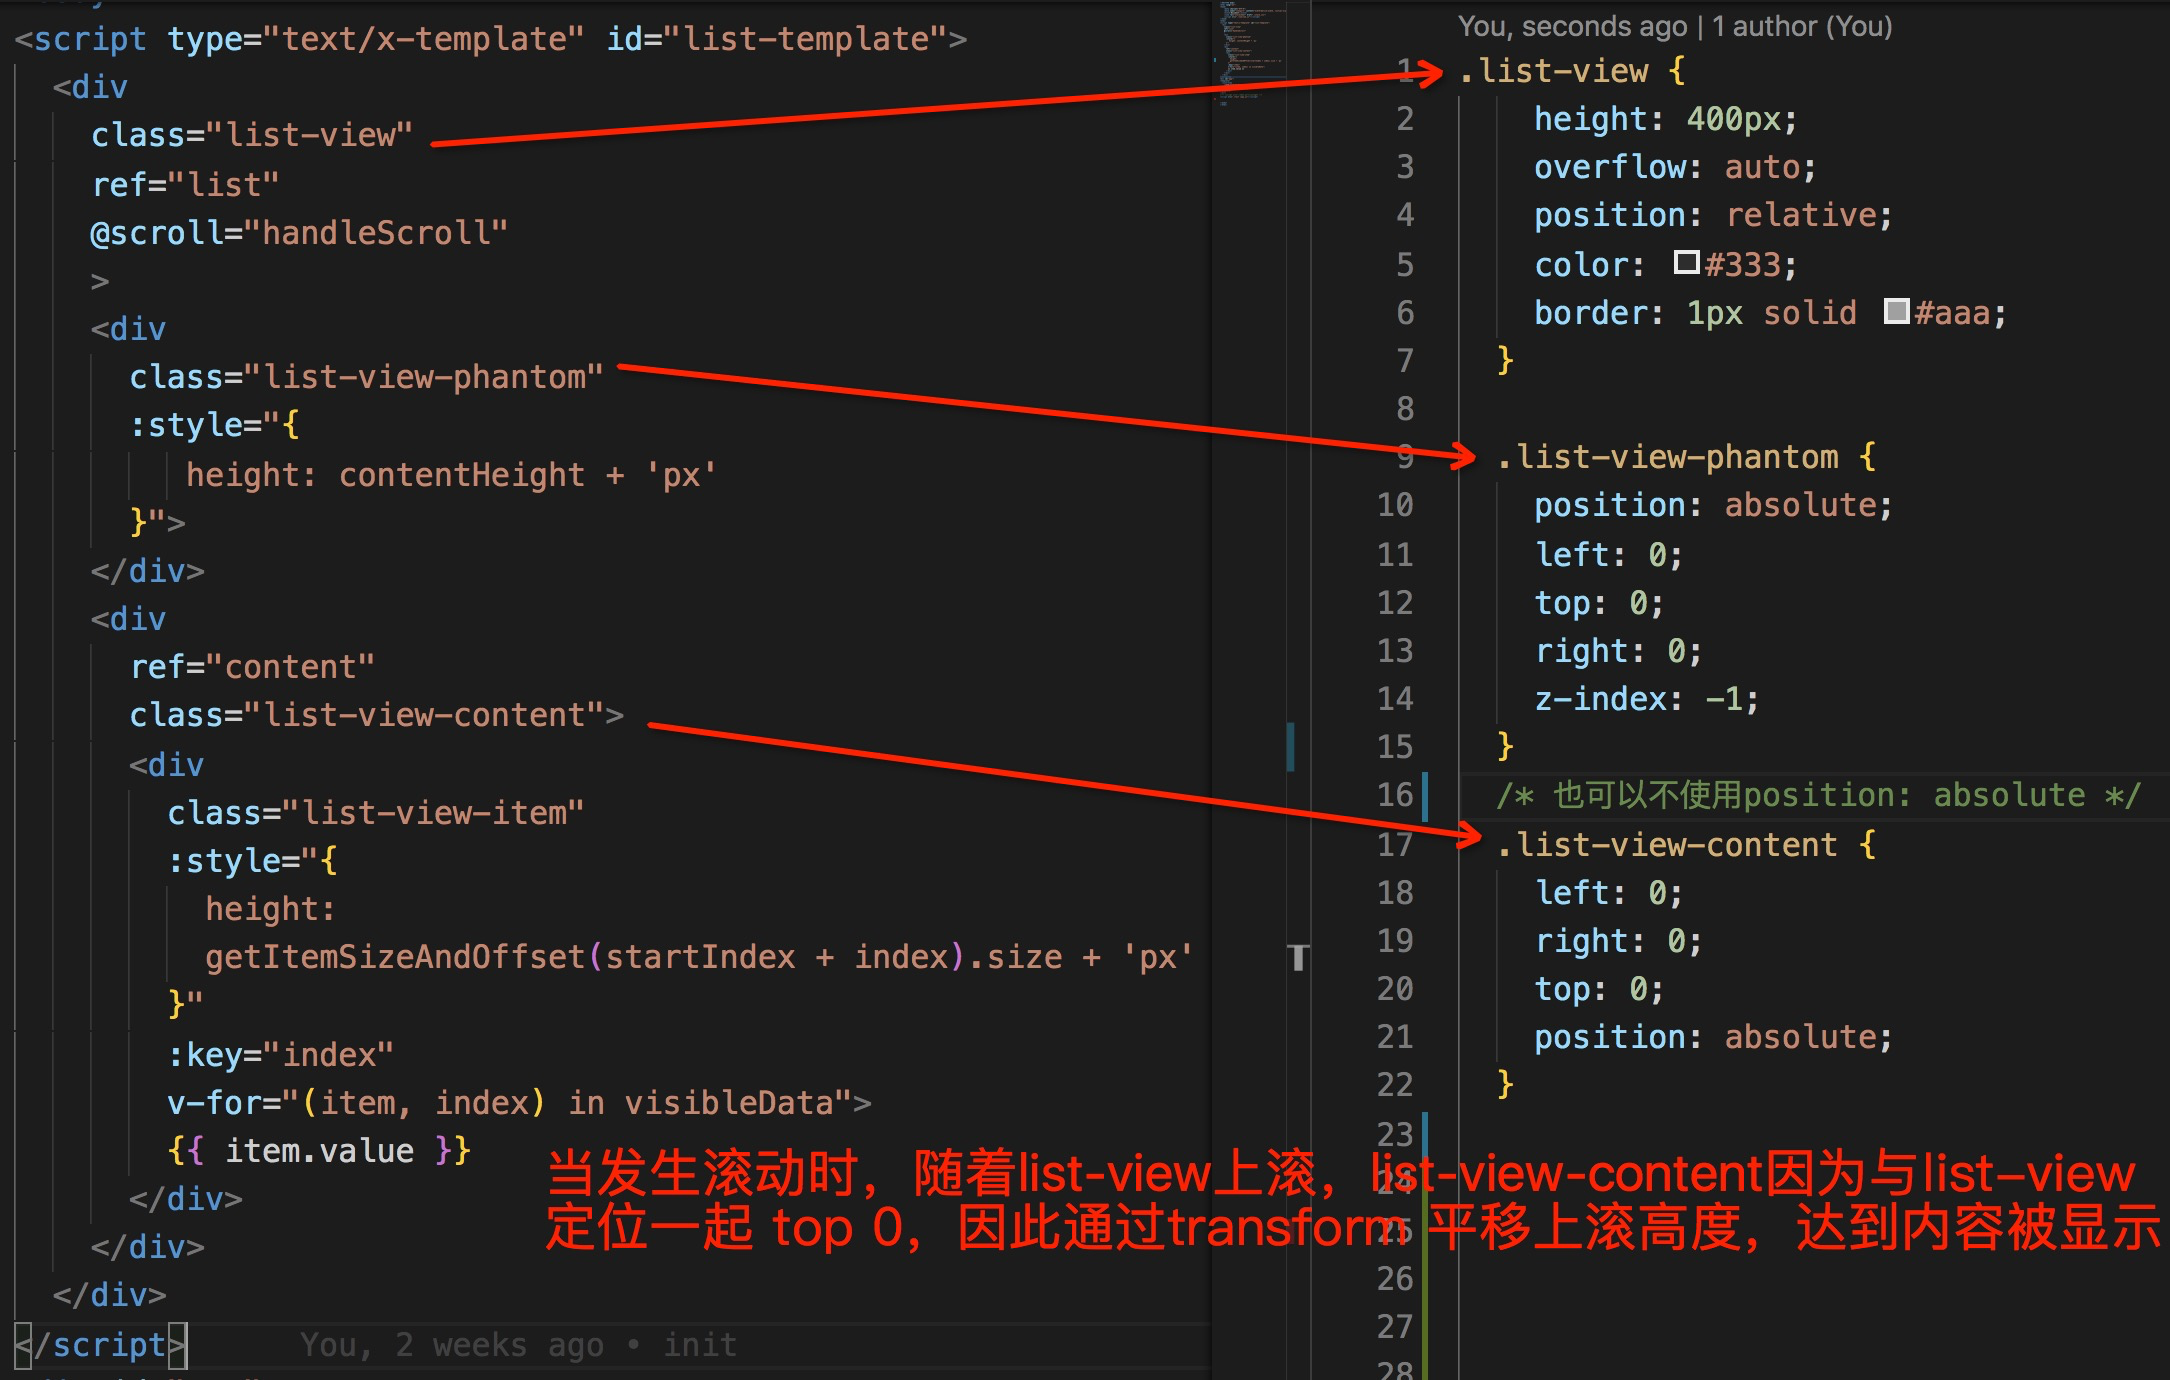 <script type="text/x-template" id="list-template">
<div
class="list-view"
ref="list"
@scroll="handleScroll"
>
<div
class="list-view-phantom"
:style="{
height: contentHeight + 'px'
}">
</div>
<div
ref="content"
class="list-view-content">
<div
class="list-view-item"
:style="{
height:
getItemSizeAndOffset(startIndex + index).size + 'px'
}"
:key="index"
v-for="(item, index) in visibleData">
{{ item.value }}
</div>
</div>
</div>
</script>
You, 2 weeks ago • init
You, seconds ago | 1 author (You)
1 .list-view {
2 height: 400px;
3 overflow: auto;
4 position: relative;
5 color: #333;
6 border: 1px solid #aaa;
7 }
8
9 .list-view-phantom {
10 position: absolute;
11 left: 0;
12 top: 0;
13 right: 0;
14 z-index: -1;
15 }
16 /* 也可以不使用position: absolute */
17 .list-view-content {
18 left: 0;
19 right: 0;
20 top: 0;
21 position: absolute;
22 }
23
24
25
26
27
28
当发生滚动时，随着list-view上滚，list-view-content因为与list-view
定位一起 top 0，因此通过transform 平移上滚高度，达到内容被显示